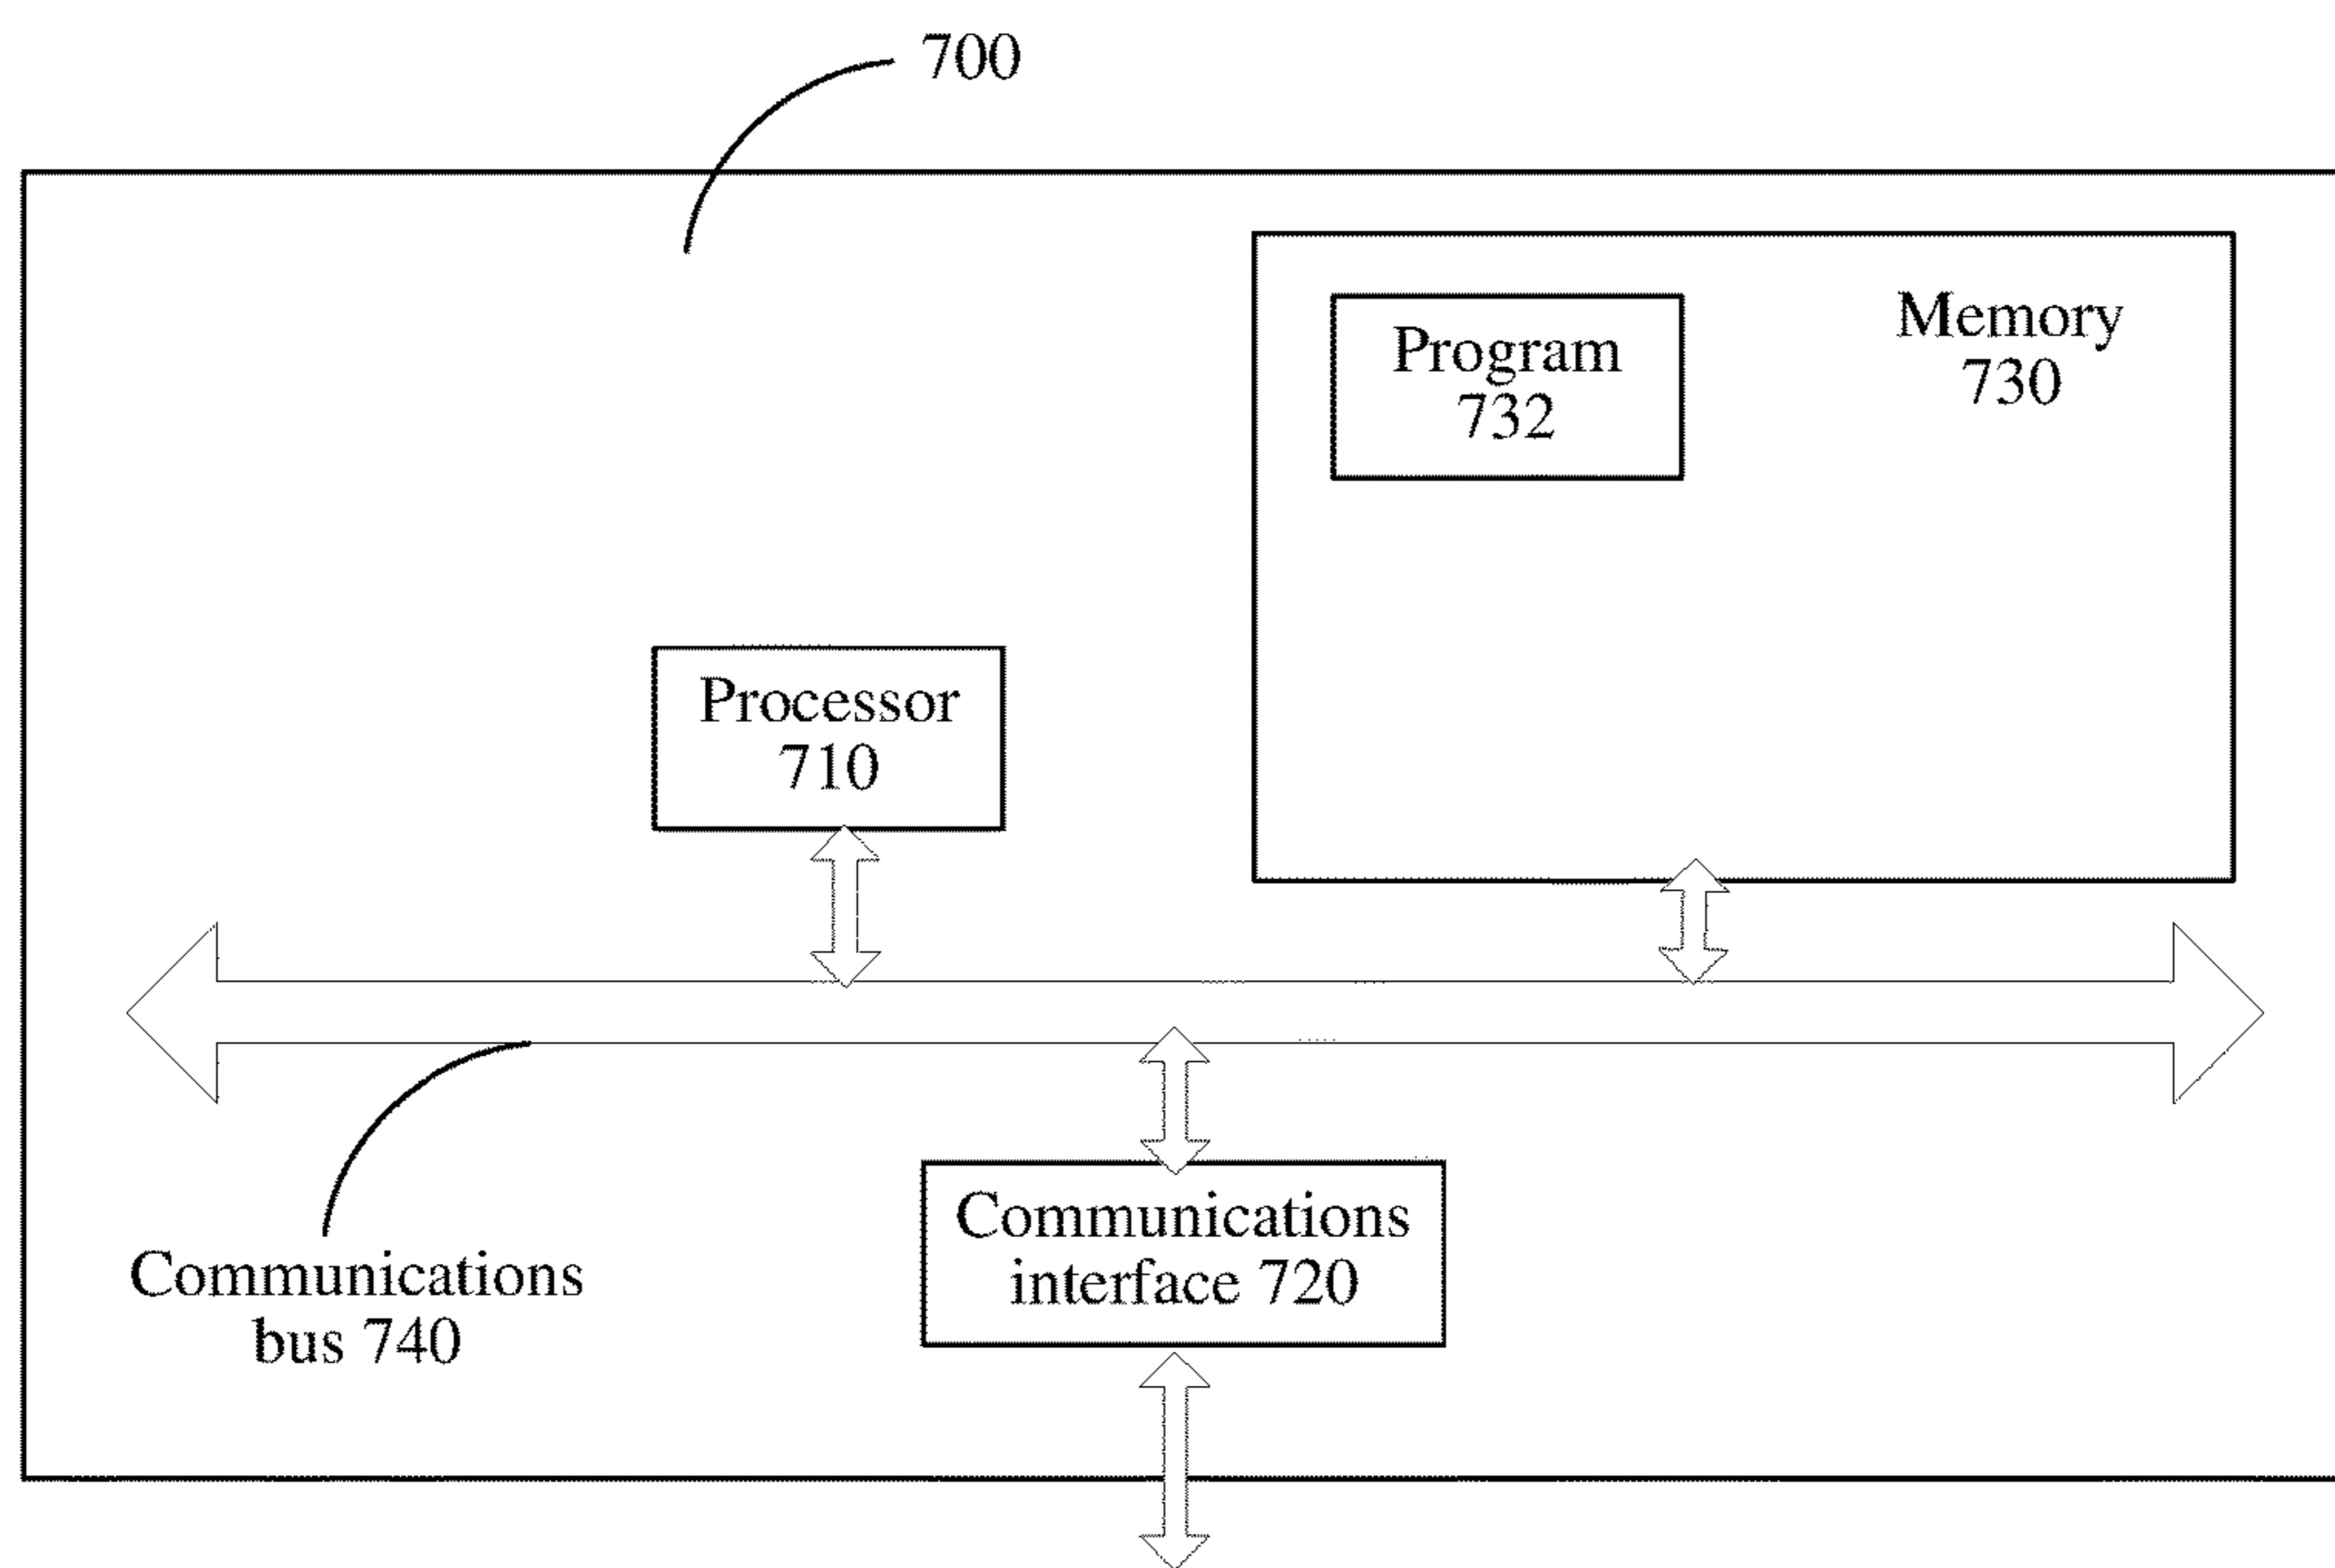 700
Program
732
Memory
730
Processor
710
Communications
interface 720
Communications
bus 740